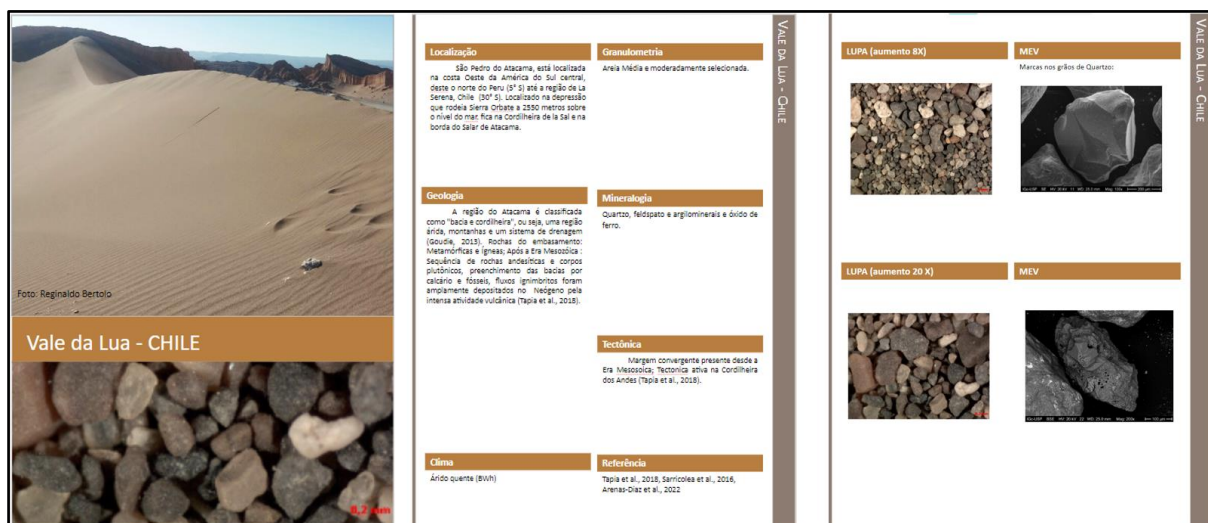 Foto: Reginaldo Bertolo
Vale da Lua - CHILE
0,2 mm
Localização
São Pedro do Atacama, está localizada
na costa Oeste da América do Sul central,
deste o norte do Peru (5° S) até a região de La
Serena, Chile (30° S). Localizado na depressão
que rodeia Sierra Orbate a 2550 metros sobre
o nível do mar, fica na Cordilheira de la Sal e na
borda do Salar de Atacama.
Granulometria
Areia Média e moderadamente selecionada.
Geologia
A região do Atacama é classificada
como "bacia e cordilheira", ou seja, uma região
árida, montanhas e um sistema de drenagem
(Goudie, 2013). Rochas do embasamento:
Metamórficas e ígneas; Após a Era Mesozóica :
Sequência de rochas andesíticas e corpos
plutônicos, preenchimento das bacias por
calcário e fósseis, fluxos ignimbritos foram
amplamente depositados no Neógeno pela
intensa atividade vulcânica (Tapia et al., 2018).
Mineralogia
Quartzo, feldspato e argilominerais e óxido de
ferro.
Tectônica
Margem convergente presente desde a
Era Mesosoica; Tectonica ativa na Cordilheira
dos Andes (Tapia et al., 2018).
Clima
Árido quente (BWh)
Referência
Tapia et al., 2018, Sarricolea et al., 2016,
Arenas-Diaz et al., 2022
VALE DA LUA - CHILE
LUPA (aumento 8X)
MEV
Marcas nos grãos de Quartzo:
LUPA (aumento 20 X)
MEV
VALE DA LUA - CHILE